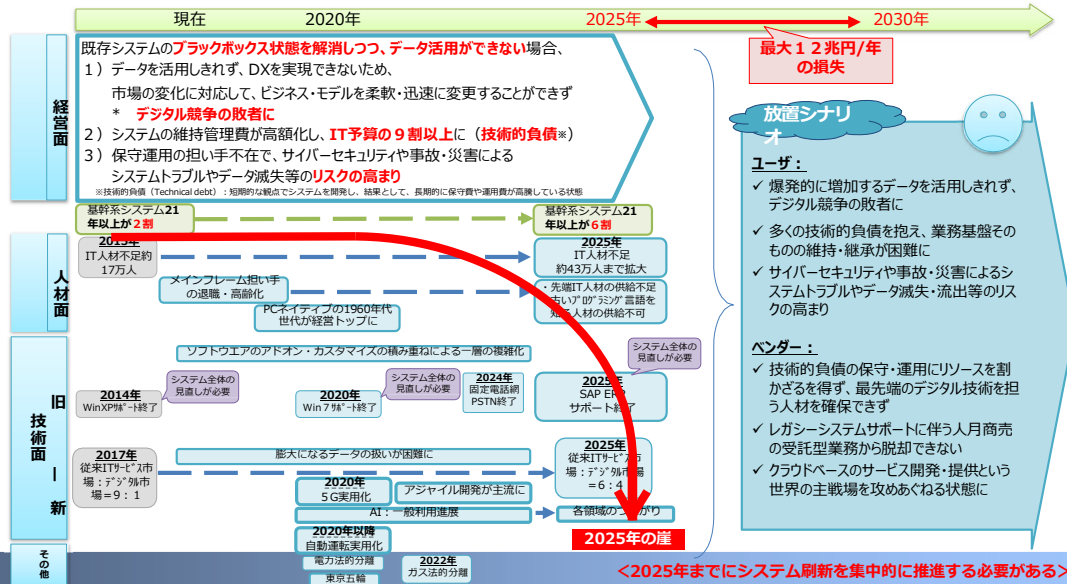 現在
2020年
2025年
2030年
最大12兆円/年
の損失
経営面
既存システムのブラックボックス状態を解消しつつ、データ活用ができない場合、
1）データを活用しきれず、DXを実現できないため、
市場の変化に対応して、ビジネス・モデルを柔軟・迅速に変更することができず
* デジタル競争の敗者に
2）システムの維持管理費が高額化し、IT予算の9割以上に（技術的負債※）
3）保守運用の担い手不在で、サイバーセキュリティや事故・災害による
システムトラブルやデータ滅失等のリスクの高まり
※技術的負債（Technical debt）：短期的な観点でシステムを開発し、結果として、長期的に保守費や運用費が高騰している状態
基幹系システム21
年以上が2割
基幹系システム21
年以上が6割
人材面
2015年
IT人材不足約
17万人
2025年
IT人材不足
約43万人まで拡大
メインフレーム担い手
の退職・高齢化
・先端IT人材の供給不足
古いﾌﾟﾛｸﾞﾗﾐﾝｸﾞ言語を
知る人材の供給不可
PCネイティブの1960年代
世代が経営トップに
技術面
旧
ー
新
ソフトウエアのアドオン・カスタマイズの積み重ねによる一層の複雑化
システム全体の
見直しが必要
システム全体の
見直しが必要
システム全体の
見直しが必要
2014年
WinXPｻﾎﾟｰﾄ終了
2020年
Win７ｻﾎﾟｰﾄ終了
2024年
固定電話網
PSTN終了
2025年
SAP ERP
サポート終了
2017年
従来ITｻｰﾋﾞｽ市
場：ﾃﾞｼﾞﾀﾙ市
場＝9：1
膨大になるデータの扱いが困難に
2025年
従来ITｻｰﾋﾞｽ市
場：ﾃﾞｼﾞﾀﾙ市場
＝6：4
2020年
５G実用化
アジャイル開発が主流に
AI：一般利用進展
各領域のつながり
2020年以降
自動運転実用化
2025年の崖
その他
電力法的分離
東京五輪
2022年
ガス法的分離
<2025年までにシステム刷新を集中的に推進する必要がある>
放置シナリ
オ
ユーザ：
✓ 爆発的に増加するデータを活用しきれず、
デジタル競争の敗者に
✓ 多くの技術的負債を抱え、業務基盤その
ものの維持・継承が困難に
✓ サイバーセキュリティや事故・災害によるシ
ステムトラブルやデータ滅失・流出等のリス
クの高まり
ベンダー：
✓ 技術的負債の保守・運用にリソースを割
かざるを得ず、最先端のデジタル技術を担
う人材を確保できず
✓ レガシーシステムサポートに伴う人月商売
の受託型業務から脱却できない
✓ クラウドベースのサービス開発・提供という
世界の主戦場を攻めあぐねる状態に